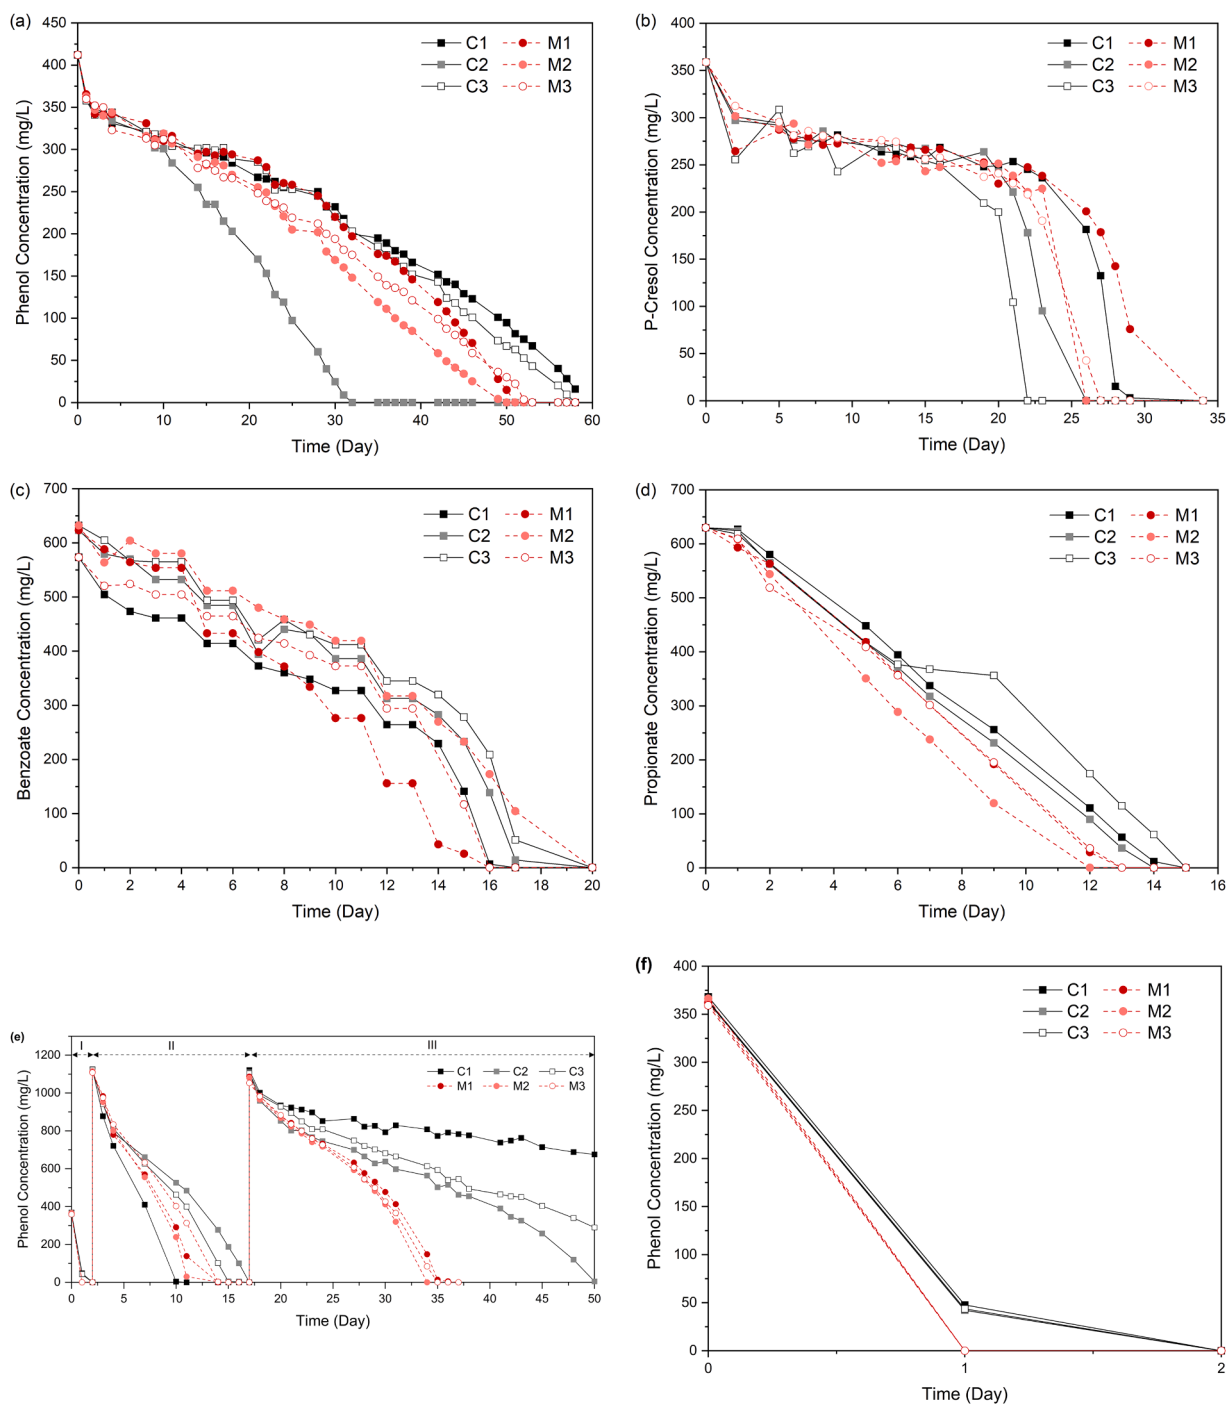 (a)
Phenol Concentration (mg/L)
450
400
350
300
250
200
150
100
50
0
C1 M1
C2 M2
C3 M3
0 10 20 30 40 50 60
Time (Day)
(b)
P-Cresol Concentration (mg/L)
400
350
300
250
200
150
100
50
0
C1 M1
C2 M2
C3 M3
0 5 10 15 20 25 30 35
Time (Day)
(c)
Benzoate Concentration (mg/L)
700
600
500
400
300
200
100
0
C1 M1
C2 M2
C3 M3
0 2 4 6 8 10 12 14 16 18 20
Time (Day)
(d)
Propionate Concentration (mg/L)
700
600
500
400
300
200
100
0
C1 M1
C2 M2
C3 M3
0 2 4 6 8 10 12 14 16
Time (Day)
(e)
I II III
Phenol Concentration (mg/L)
1200
1000
800
600
400
200
0
C1 C2 C3
M1 M2 M3
0 5 10 15 20 25 30 35 40 45 50
Time (Day)
(f)
Phenol Concentration (mg/L)
400
350
300
250
200
150
100
50
0
C1 M1
C2 M2
C3 M3
0 1 2
Time (Day)